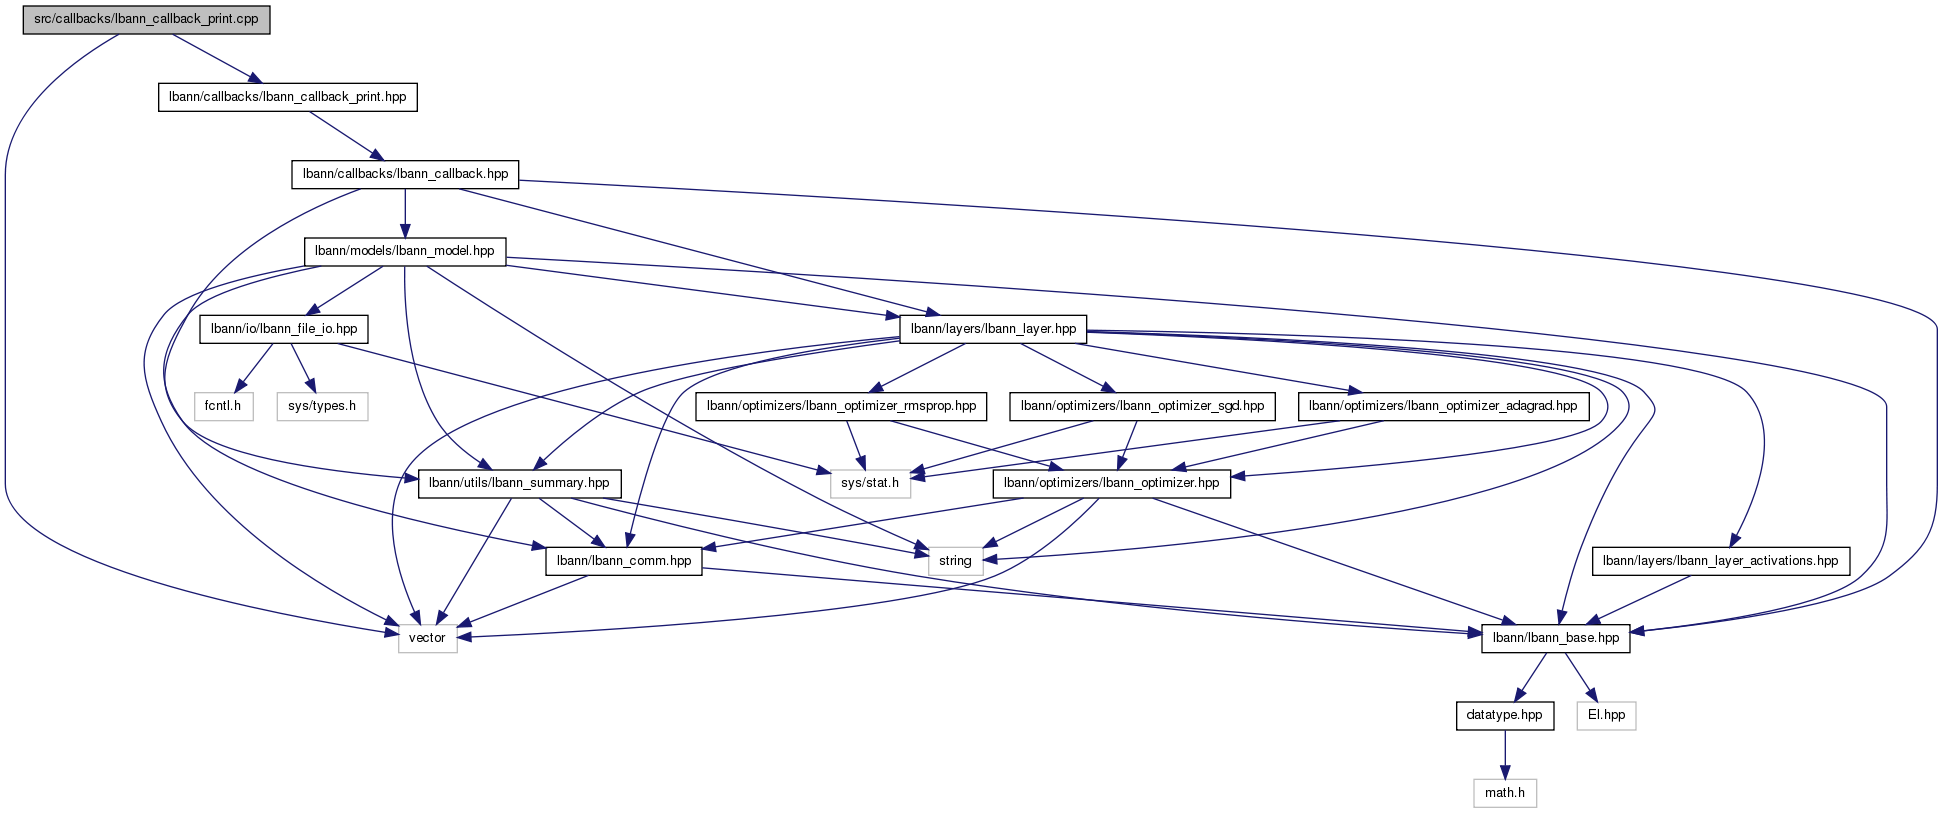 src/callbacks/lbann_callback_print.cpp
lbann/callbacks/lbann_callback_print.hpp
lbann/callbacks/lbann_callback.hpp
lbann/models/lbann_model.hpp
lbann/io/lbann_file_io.hpp
lbann/layers/lbann_layer.hpp
fcntl.h
sys/types.h
lbann/optimizers/lbann_optimizer_rmsprop.hpp
lbann/optimizers/lbann_optimizer_sgd.hpp
lbann/optimizers/lbann_optimizer_adagrad.hpp
lbann/utils/lbann_summary.hpp
sys/stat.h
lbann/optimizers/lbann_optimizer.hpp
lbann/lbann_comm.hpp
string
lbann/layers/lbann_layer_activations.hpp
vector
lbann/lbann_base.hpp
datatype.hpp
El.hpp
math.h